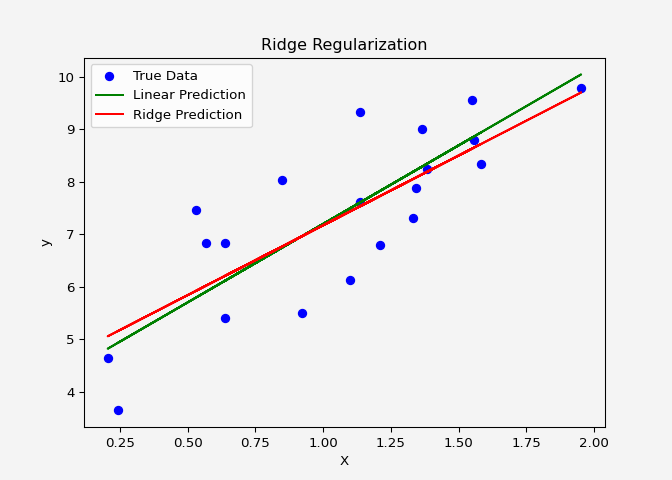 Ridge Regularization
True Data
Linear Prediction
Ridge Prediction
10
9
8
7
6
5
4
y
0.25 0.50 0.75 1.00 1.25 1.50 1.75 2.00
X